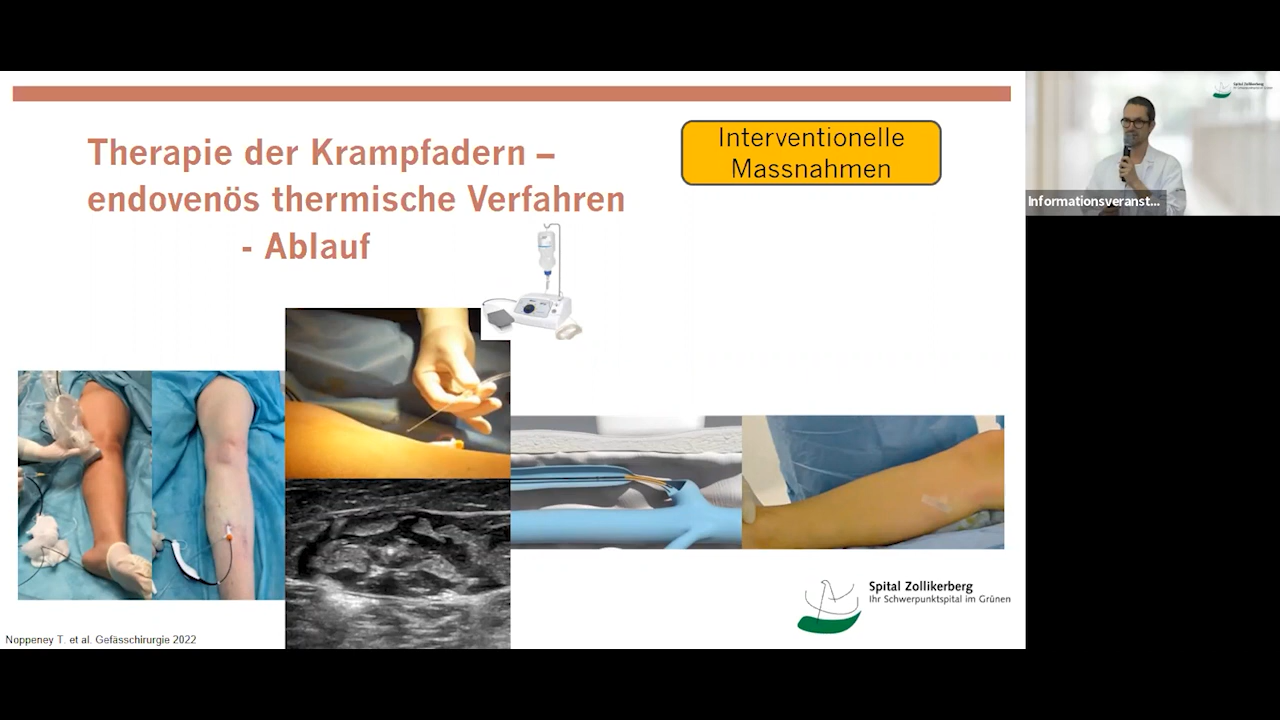 Therapie der Krampfadern –
endovenös thermische Verfahren
- Ablauf
Interventionelle
Massnahmen
Informationsveranst...
Spital Zollikerberg
Ihr Schwerpunktspital im Grünen
Noppeney T. et al. Gefässchirurgie 2022